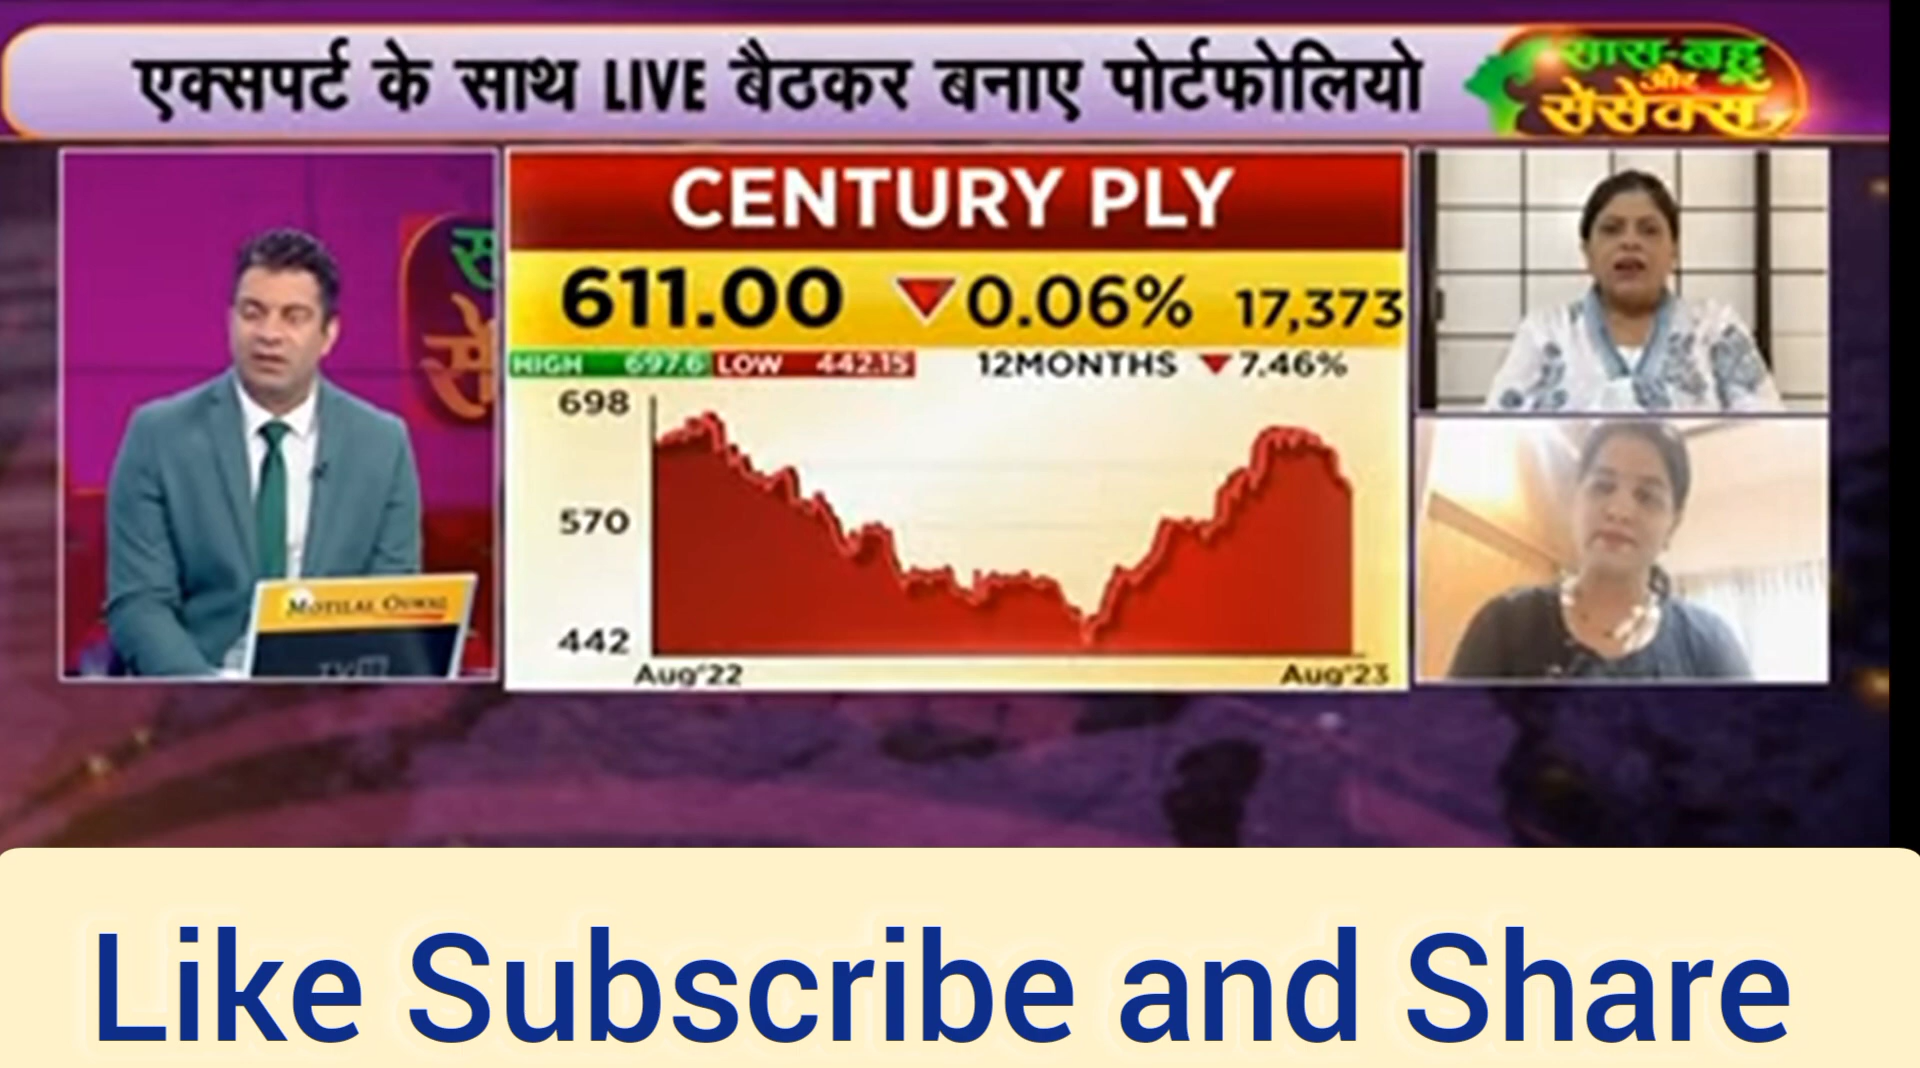 एक्सपर्ट के साथ LIVE बैठकर बनाए पोर्टफोलियो
सास-बहू
और
सेंसेक्स
CENTURY PLY
611.00 ▼0.06% 17,373
HIGH 697.6 LOW 442.15 12MONTHS ▼7.46%
698
570
442
Aug'22 Aug'23
MOTILAL OSWAL
Like Subscribe and Share